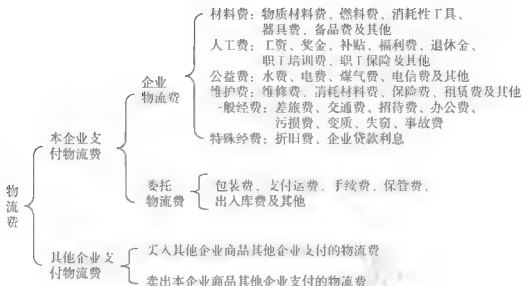 材料费：物质材料费、燃料费、消耗性工具、
器具费、备品费及其他
人工费：工资、奖金、补贴、福利费、退休金、
职工培训费、职工保险及其他
企业
物流费
公益费：水费、电费、煤气费、电信费及其他
维护费：维修费、消耗材料费、保险费、租赁费及其他
一般经费：差旅费、交通费、招待费、办公费、
污损费、变质、失窃、事故费
特殊经费：折旧费、企业贷款利息
本企业支
付物流费
委托
物流费
包装费、支付运费、手续费、保管费、
出入库费及其他
物
流
费
其他企业支
付物流费
买入其他企业商品其他企业支付的物流费
卖出本企业商品其他企业支付的物流费